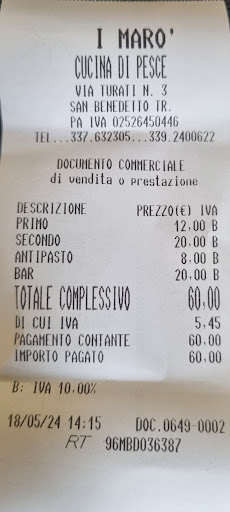 I MARO'
CUCINA DI PESCE
VIA TURATI N. 3
SAN BENEDETTO TR.
PA IVA 02526450446
TEL...337.632305...339.2400622
DOCUMENTO COMMERCIALE
di vendita o prestazione
DESCRIZIONE PREZZO(€) IVA
PRIMO 12.00 B
SECONDO 20.00 B
ANTIPASTO 8.00 B
BAR 20.00 B
TOTALE COMPLESSIVO 60.00
DI CUI IVA 5.45
PAGAMENTO CONTANTE 60.00
IMPORTO PAGATO 60.00
B: IVA 10.00%
18/05/24 14:15 DOC.0649-0002
RT 96MBD036387